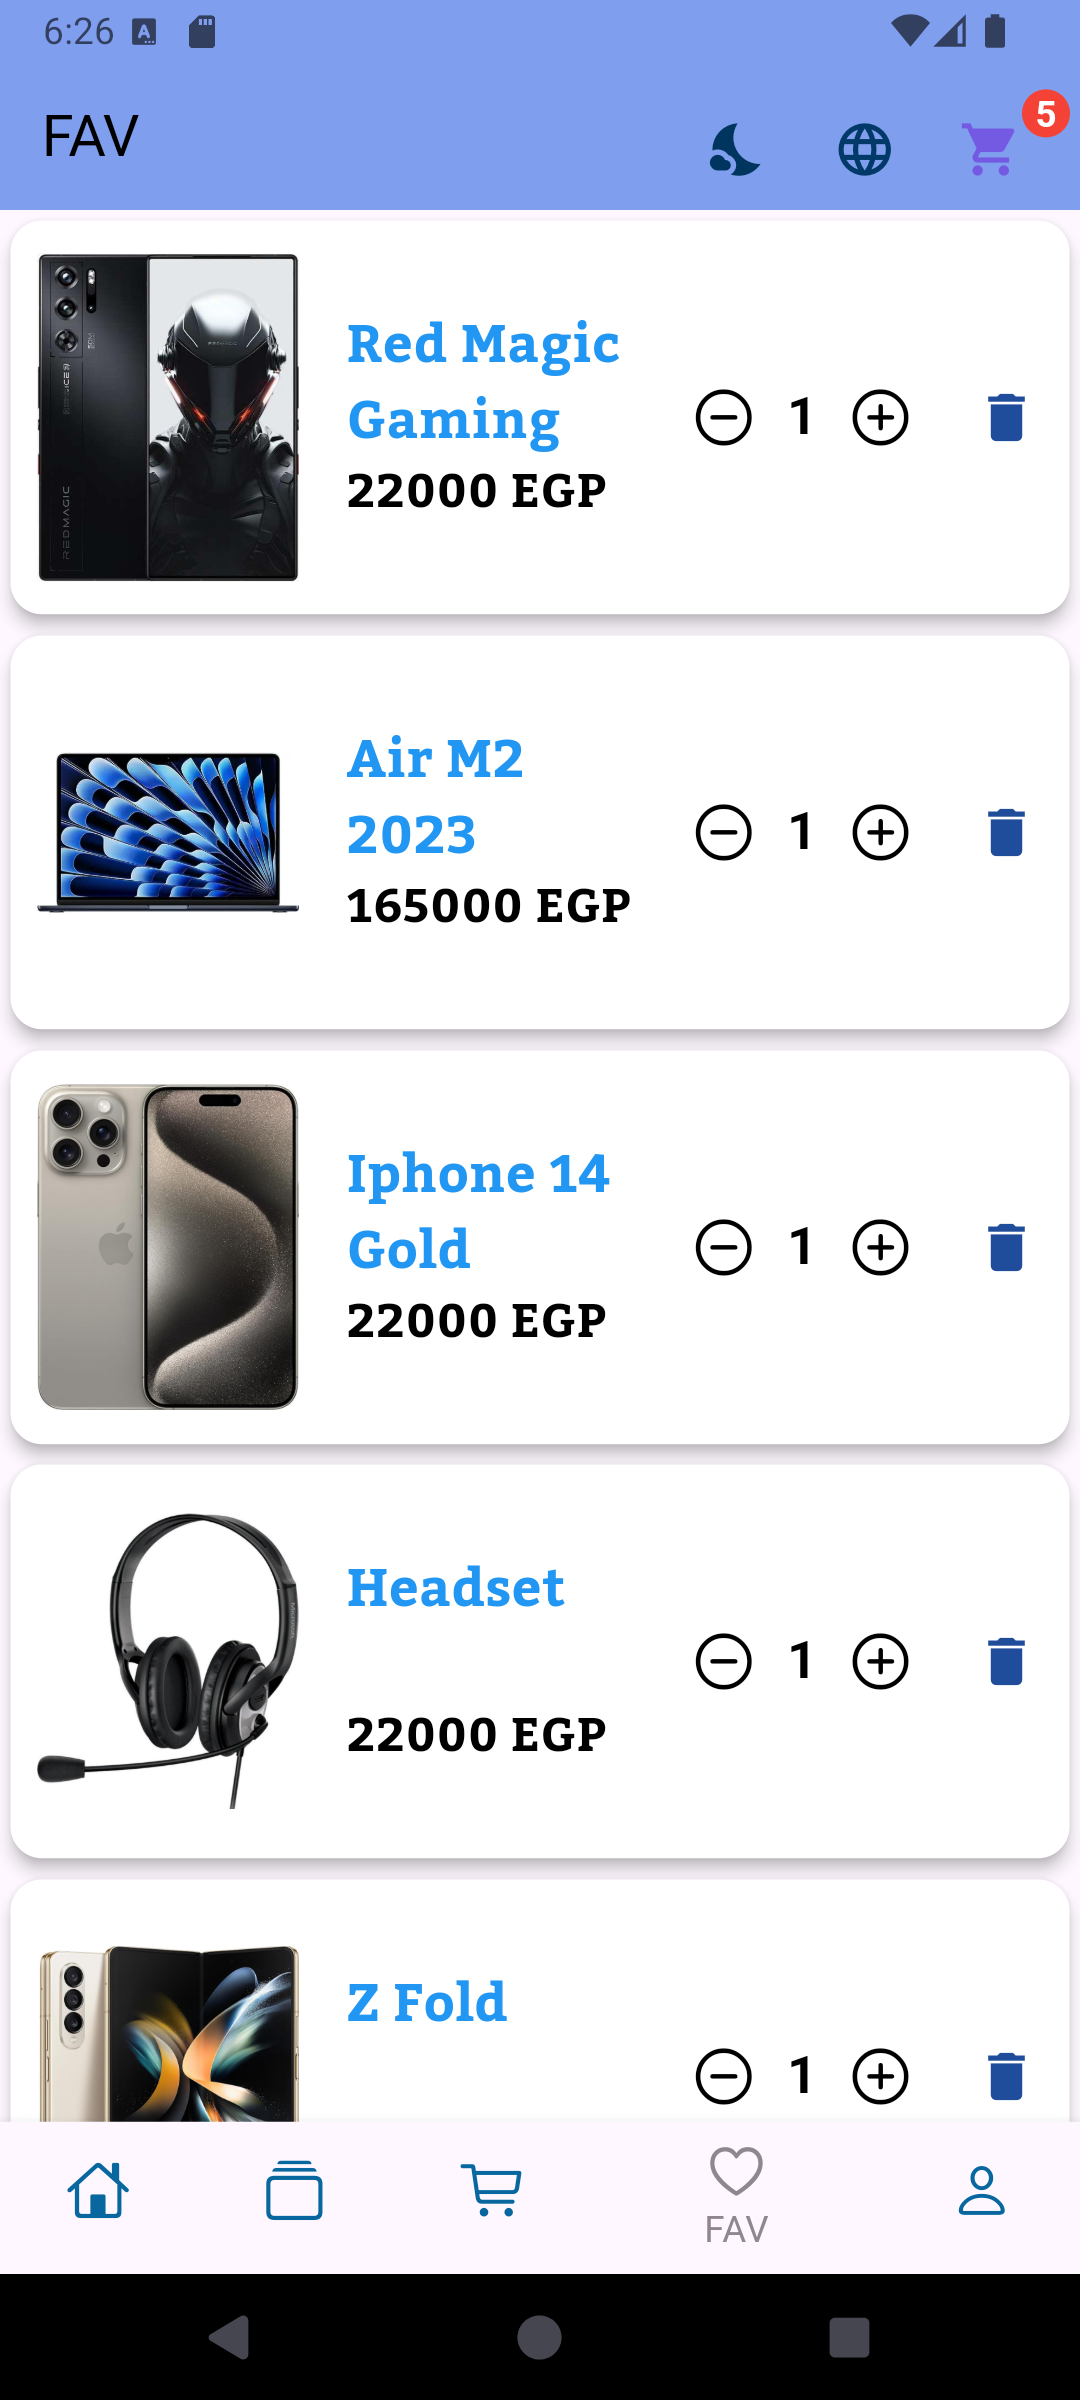 6:26
FAV
5
Red Magic
Gaming
22000 EGP
1
REDMAGIC
Air M2
2023
165000 EGP
1
Iphone 14
Gold
22000 EGP
1
Headset
22000 EGP
1
Z Fold
1
FAV